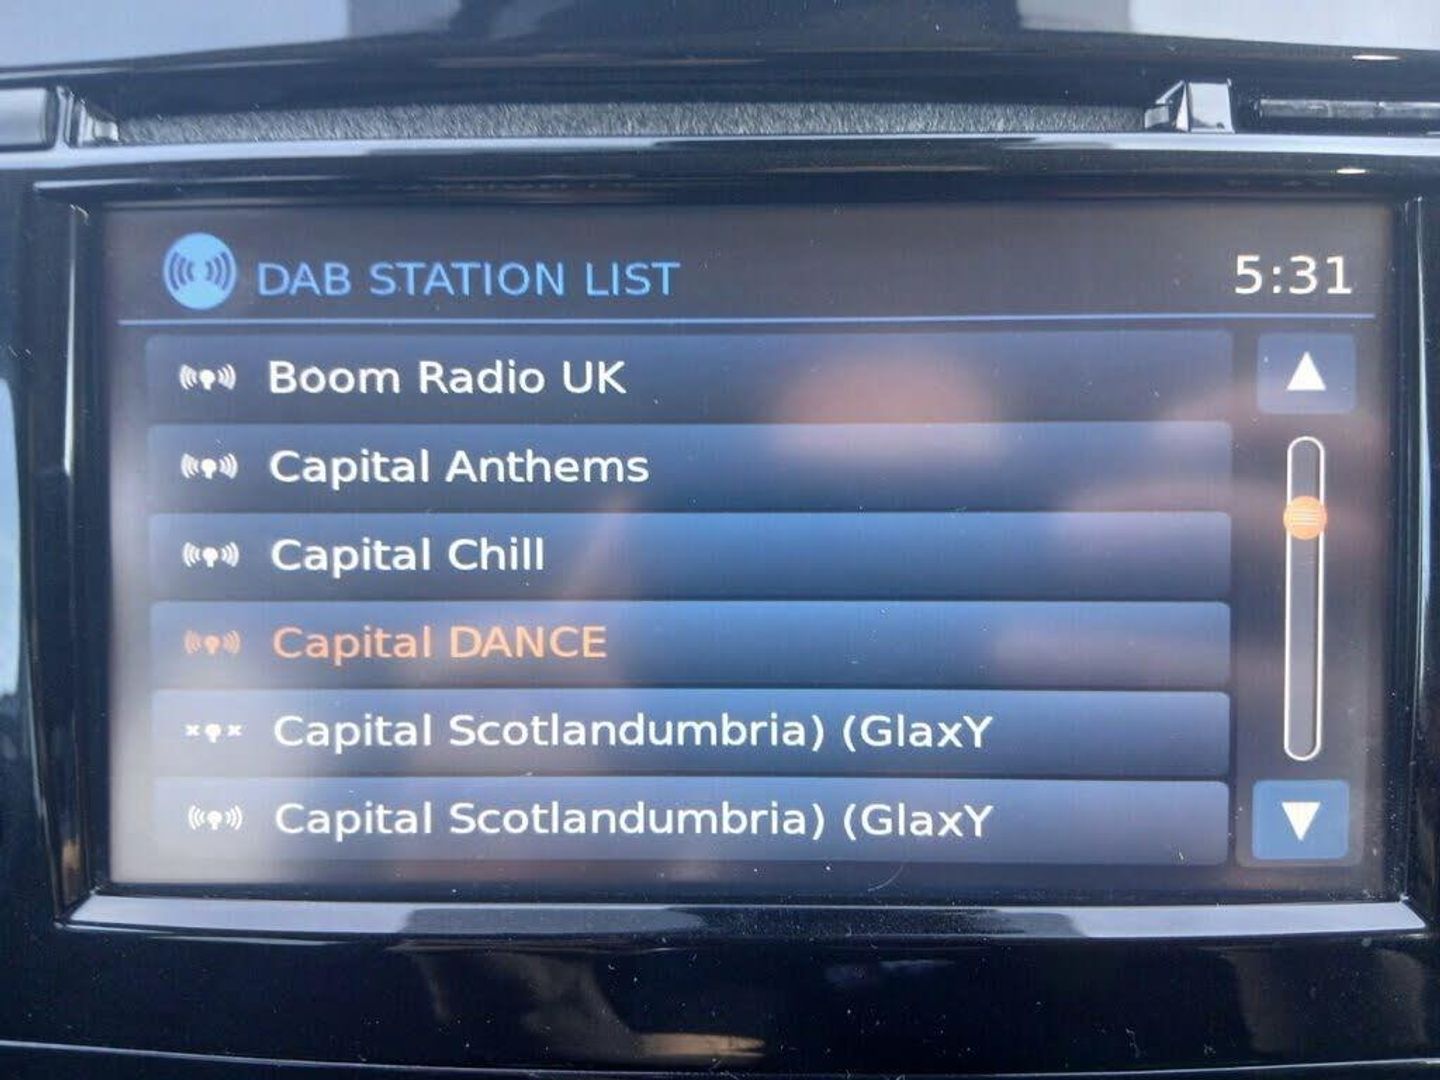 DAB STATION LIST
5:31
Boom Radio UK
Capital Anthems
Capital Chill
Capital DANCE
Capital Scotlandumbria) (GlaxY
Capital Scotlandumbria) (GlaxY